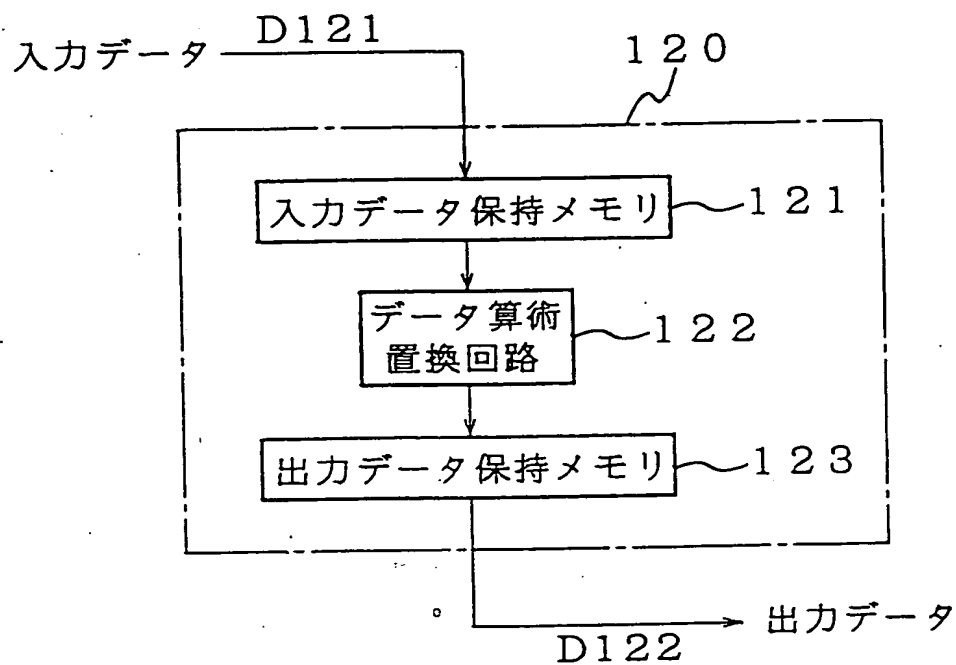 D121
入力データ
120
入力データ保持メモリ
121
データ算術
置換回路
122
出力データ保持メモリ
123
出力データ
D122